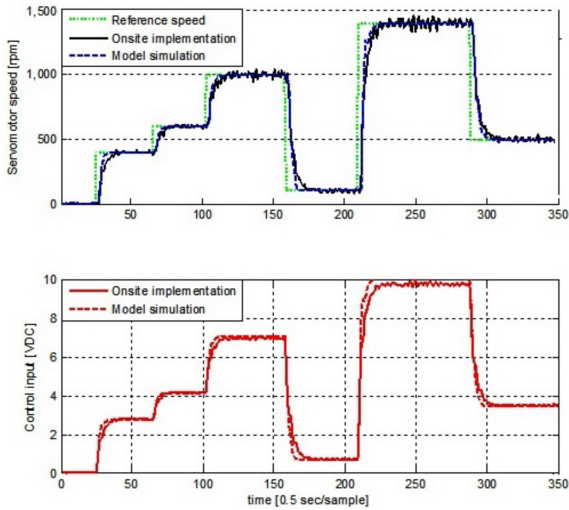 1,500
Reference speed
Onsite implementation
Model simulation
1,000
Servomotor speed [rpm]
500
0
50 100 150 200 250 300 350
10
Onsite implementation
Model simulation
8
6
Control input [VDC]
4
2
0
0 50 100 150 200 250 300 350
time [0.5 sec/sample]